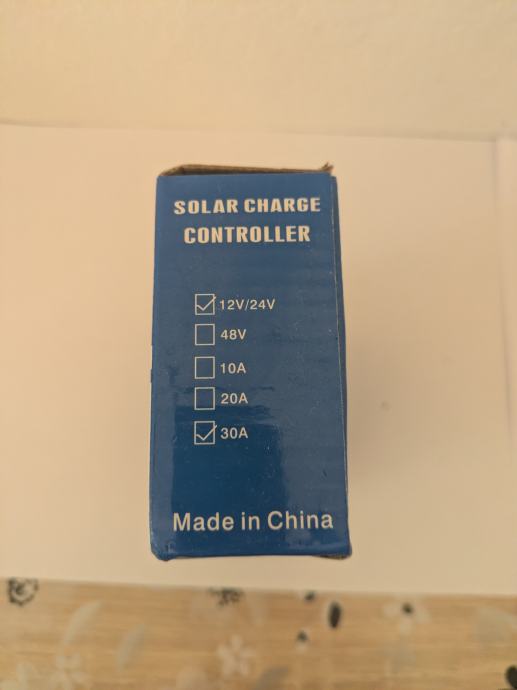 SOLAR CHARGE
CONTROLLER
12V/24V
48V
10A
20A
30A
Made in China